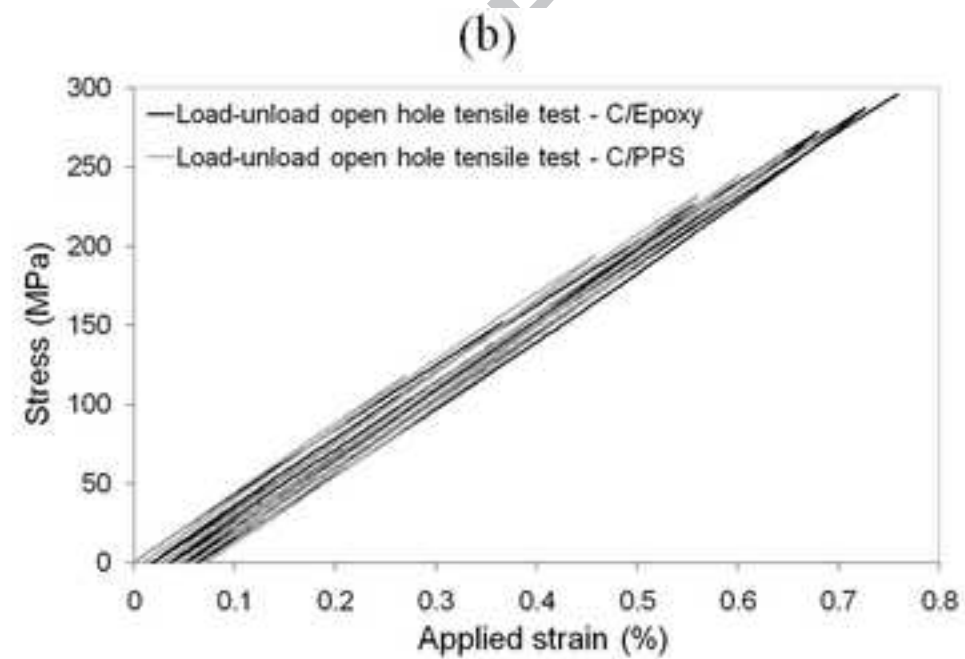 (b)
300
250
200
150
100
50
0
Stress (MPa)
Load-unload open hole tensile test - C/Epoxy
Load-unload open hole tensile test - C/PPS
0 0.1 0.2 0.3 0.4 0.5 0.6 0.7 0.8
Applied strain (%)